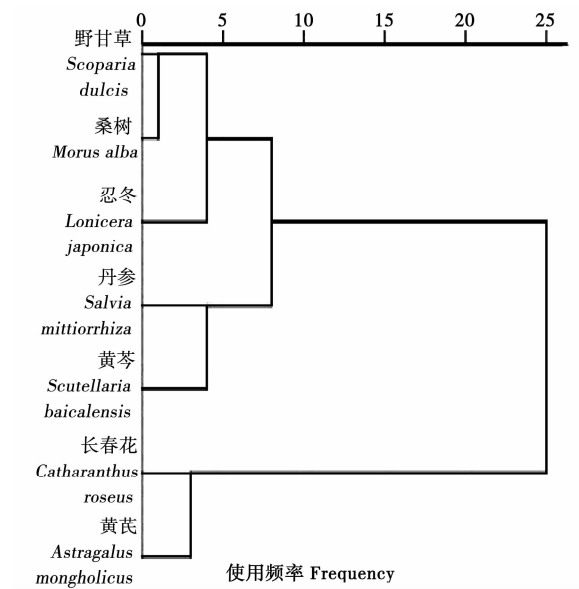 0 5 10 15 20 25
野甘草
Scoparia
dulcis
桑树
Morus alba
忍冬
Lonicera
japonica
丹参
Salvia
mittiorrhiza
黄芩
Scutellaria
baicalensis
长春花
Catharanthus
roseus
黄芪
Astragalus
mongholicus
使用频率 Frequency